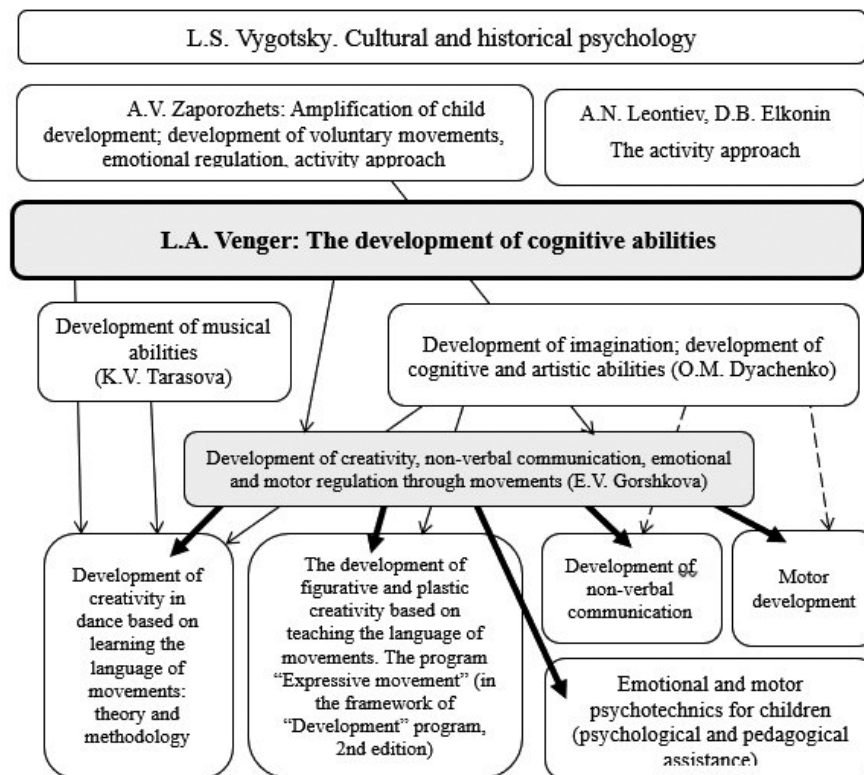 L.S. Vygotsky. Cultural and historical psychology
A.V. Zaporozhets: Amplification of child
development; development of voluntary movements,
emotional regulation, activity approach
A.N. Leontiev, D.B. Elkonin
The activity approach
L.A. Venger: The development of cognitive abilities
Development of musical
abilities
(K.V. Tarasova)
Development of imagination; development of
cognitive and artistic abilities (O.M. Dyachenko)
Development of creativity, non-verbal communication, emotional
and motor regulation through movements (E.V. Gorshkova)
Development of
creativity in
dance based on
learning the
language of
movements:
theory and
methodology
The development of
figurative and plastic
creativity based on
teaching the language of
movements. The program
“Expressive movement” (in
the framework of
“Development” program,
2nd edition)
Development of
non-verbal
communication
Motor
development
Emotional and motor
psychotechnics for children
(psychological and pedagogical
assistance)